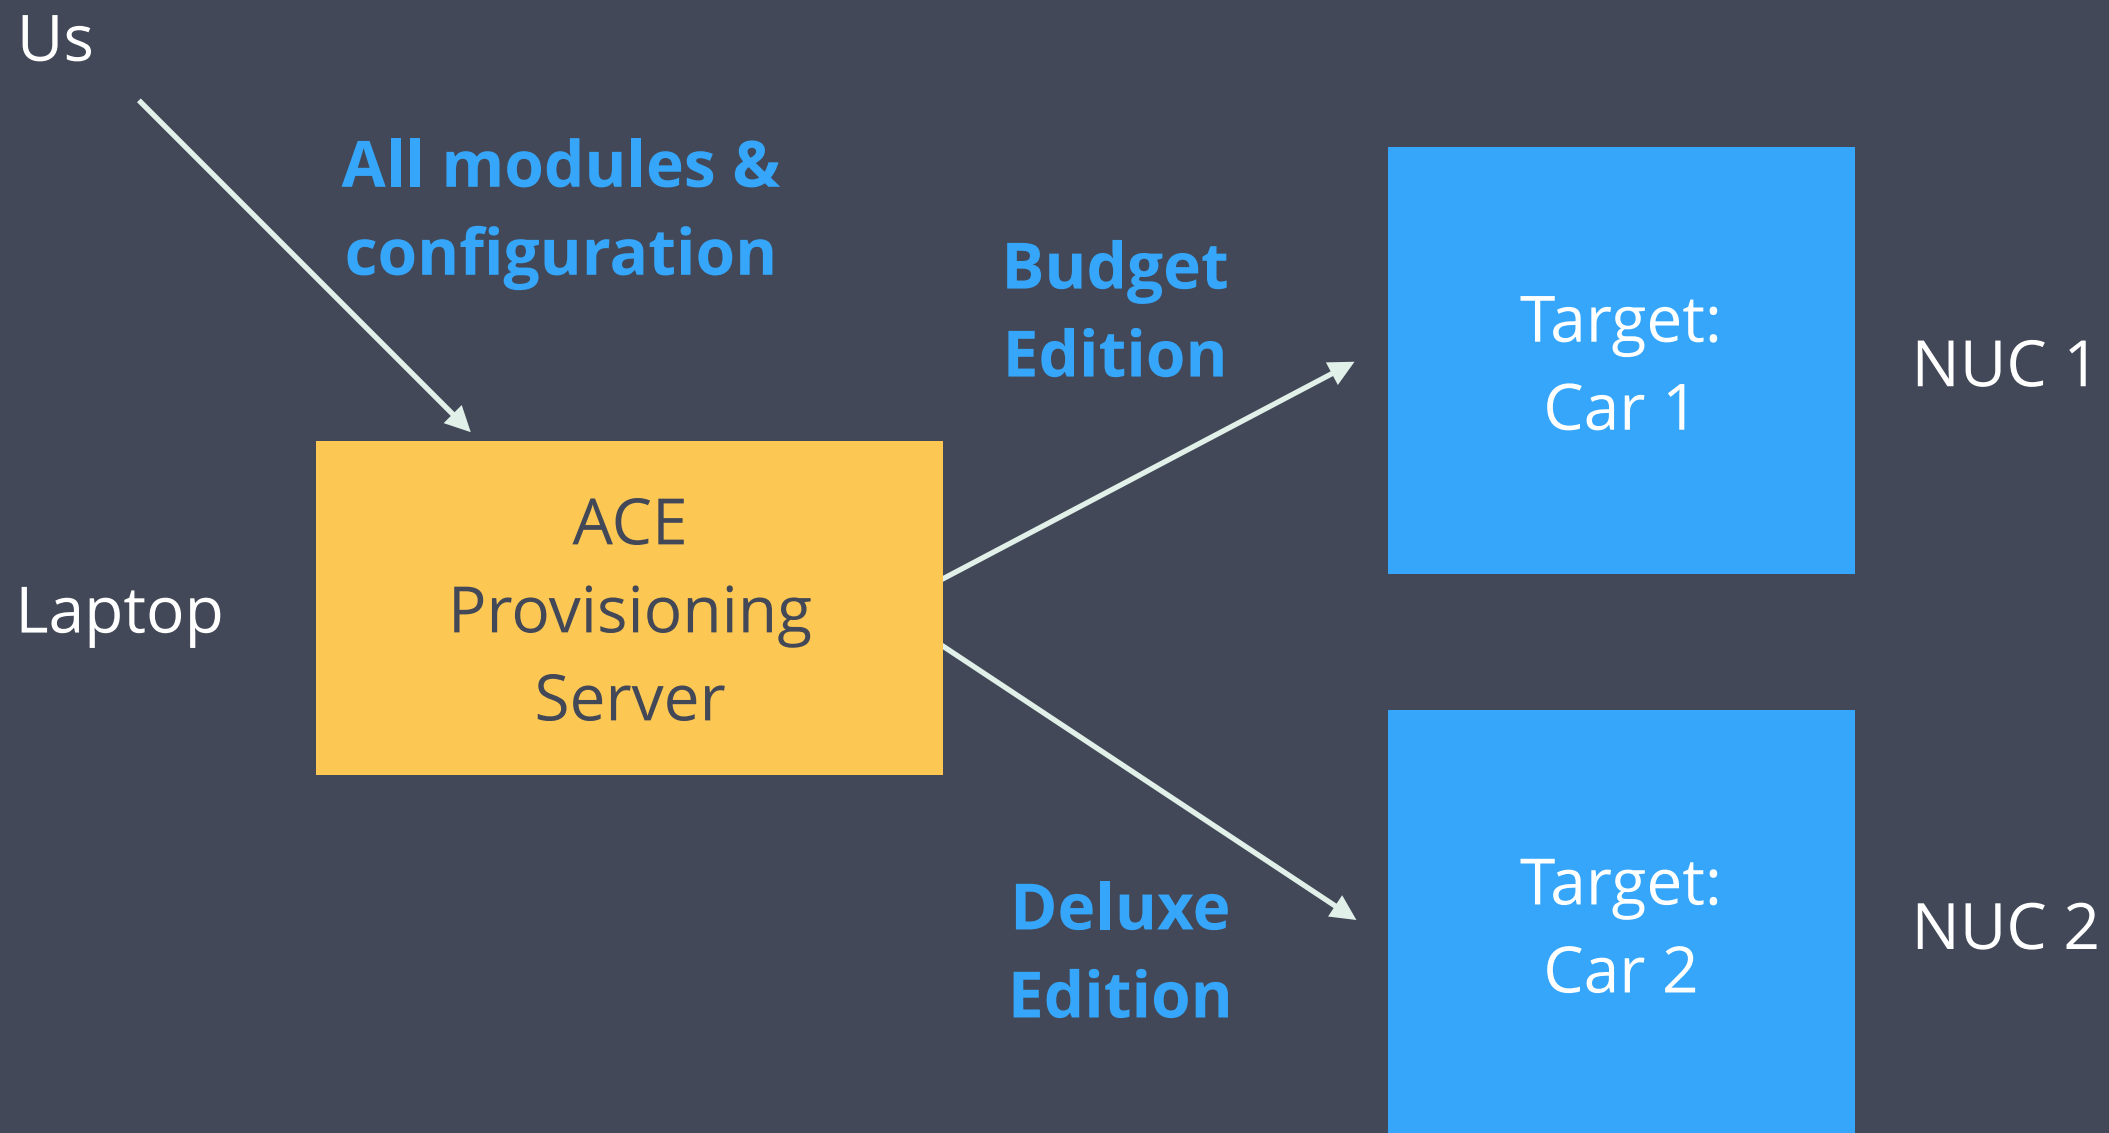 Us
All modules &
configuration
Budget
Edition
Target:
Car 1
NUC 1
ACE
Provisioning
Server
Laptop
Deluxe
Edition
Target:
Car 2
NUC 2